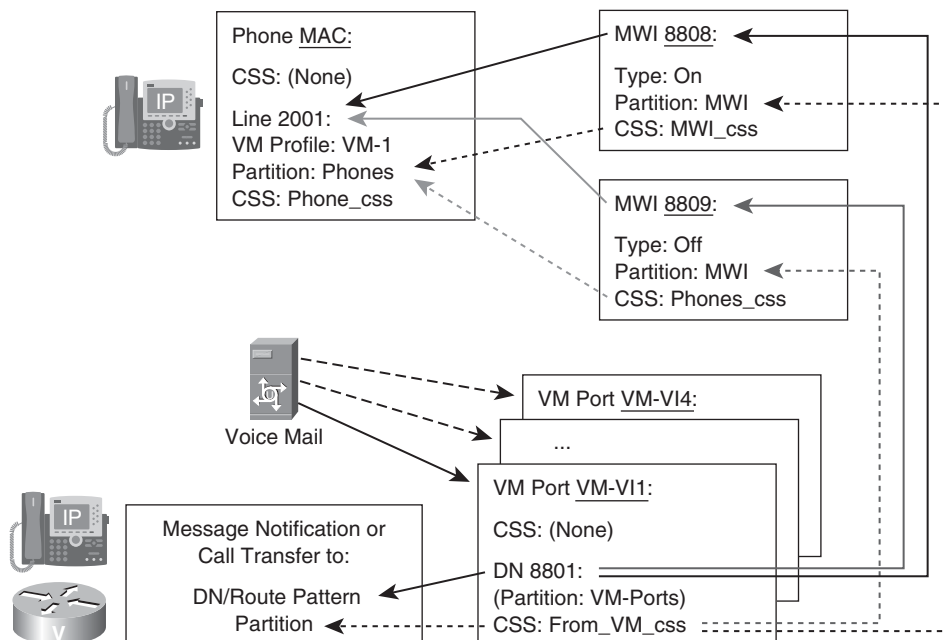 Phone MAC:
CSS: (None)
Line 2001:
VM Profile: VM-1
Partition: Phones
CSS: Phone_css
IP
MWI 8808:
Type: On
Partition: MWI
CSS: MWI_css
MWI 8809:
Type: Off
Partition: MWI
CSS: Phones_css
Voice Mail
VM Port VM-VI4:
...
VM Port VM-VI1:
CSS: (None)
DN 8801:
(Partition: VM-Ports)
CSS: From_VM_css
IP
V
Message Notification or
Call Transfer to:
DN/Route Pattern
Partition